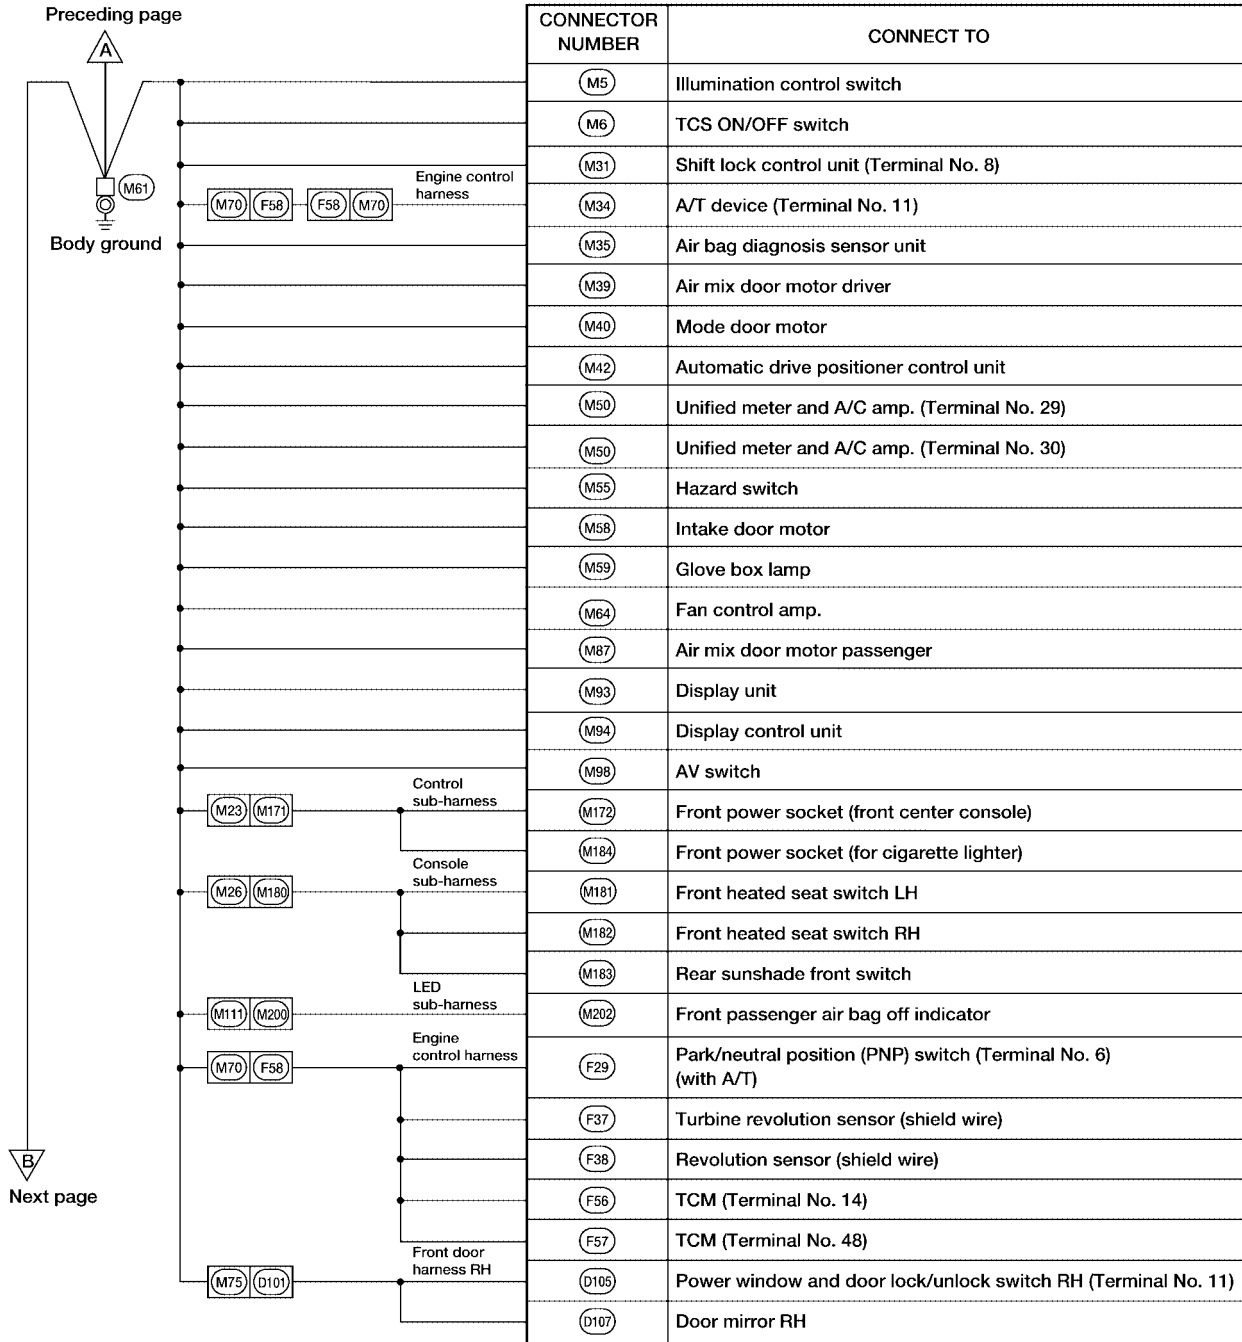 Preceding page
A
M61
Body ground
B
Next page
CONNECTOR NUMBER CONNECT TO
M5 Illumination control switch
M6 TCS ON/OFF switch
M31 Shift lock control unit (Terminal No. 8)
Engine control
harness
M70 F58 F58 M70 M34 A/T device (Terminal No. 11)
M35 Air bag diagnosis sensor unit
M39 Air mix door motor driver
M40 Mode door motor
M42 Automatic drive positioner control unit
M50 Unified meter and A/C amp. (Terminal No. 29)
M50 Unified meter and A/C amp. (Terminal No. 30)
M55 Hazard switch
M58 Intake door motor
M59 Glove box lamp
M64 Fan control amp.
M87 Air mix door motor passenger
M93 Display unit
M94 Display control unit
M98 AV switch
Control
sub-harness
M23 M171 M172 Front power socket (front center console)
M184 Front power socket (for cigarette lighter)
Console
sub-harness
M26 M180 M181 Front heated seat switch LH
M182 Front heated seat switch RH
M183 Rear sunshade front switch
LED
sub-harness
M111 M200 M202 Front passenger air bag off indicator
Engine
control harness
M70 F58 F29 Park/neutral position (PNP) switch (Terminal No. 6)
(with A/T)
F37 Turbine revolution sensor (shield wire)
F38 Revolution sensor (shield wire)
F56 TCM (Terminal No. 14)
F57 TCM (Terminal No. 48)
Front door
harness RH
M75 D101 D105 Power window and door lock/unlock switch RH (Terminal No. 11)
D107 Door mirror RH